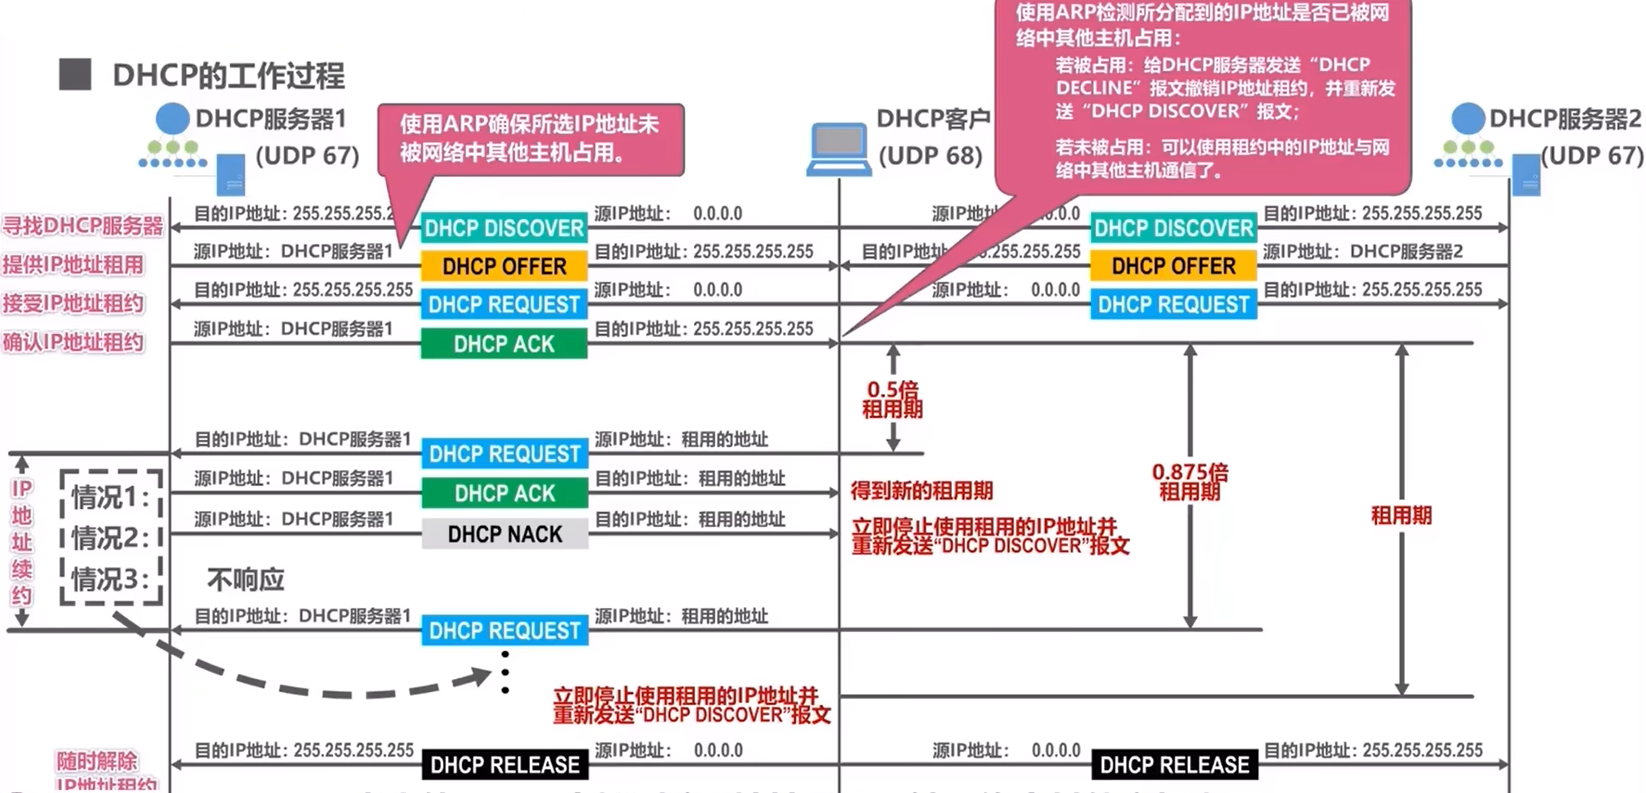 使用ARP检测所分配到的IP地址是否已被网
络中其他主机占用：
若被占用：给DHCP服务器发送“DHCP
DECLINE”报文撤销IP地址租约，并重新发
送“DHCP DISCOVER”报文；
若未被占用：可以使用租约中的IP地址与网
络中其他主机通信了。
DHCP的工作过程
DHCP服务器1
(UDP 67)
使用ARP确保所选IP地址未
被网络中其他主机占用。
DHCP客户
(UDP 68)
DHCP服务器2
(UDP 67)
寻找DHCP服务器
目的IP地址：255.255.255.2
DHCP DISCOVER
源IP地址： 0.0.0.0
源IP地
.0.0
DHCP DISCOVER
目的IP地址：255.255.255.255
提供IP地址租用
源IP地址：DHCP服务器1
DHCP OFFER
目的IP地址：255.255.255.255
目的IP地址
5.255.255
DHCP OFFER
源IP地址：DHCP服务器2
接受IP地址租约
目的IP地址：255.255.255.255
DHCP REQUEST
源IP地址： 0.0.0.0
源IP地址： 0.0.0.0
DHCP REQUEST
目的IP地址：255.255.255.255
确认IP地址租约
源IP地址：DHCP服务器1
DHCP ACK
目的IP地址：255.255.255.255
0.5倍
租用期
0.875倍
租用期
租用期
IP地址续约
目的IP地址：DHCP服务器1
DHCP REQUEST
源IP地址：租用的地址
情况1：
源IP地址：DHCP服务器1
DHCP ACK
目的IP地址：租用的地址
得到新的租用期
情况2：
源IP地址：DHCP服务器1
DHCP NACK
目的IP地址：租用的地址
立即停止使用租用的IP地址并
重新发送“DHCP DISCOVER”报文
情况3：
不响应
目的IP地址：DHCP服务器1
DHCP REQUEST
源IP地址：租用的地址
立即停止使用租用的IP地址并
重新发送“DHCP DISCOVER”报文
随时解除
IP地址租约
目的IP地址：255.255.255.255
DHCP RELEASE
源IP地址： 0.0.0.0
源IP地址： 0.0.0.0
DHCP RELEASE
目的IP地址：255.255.255.255